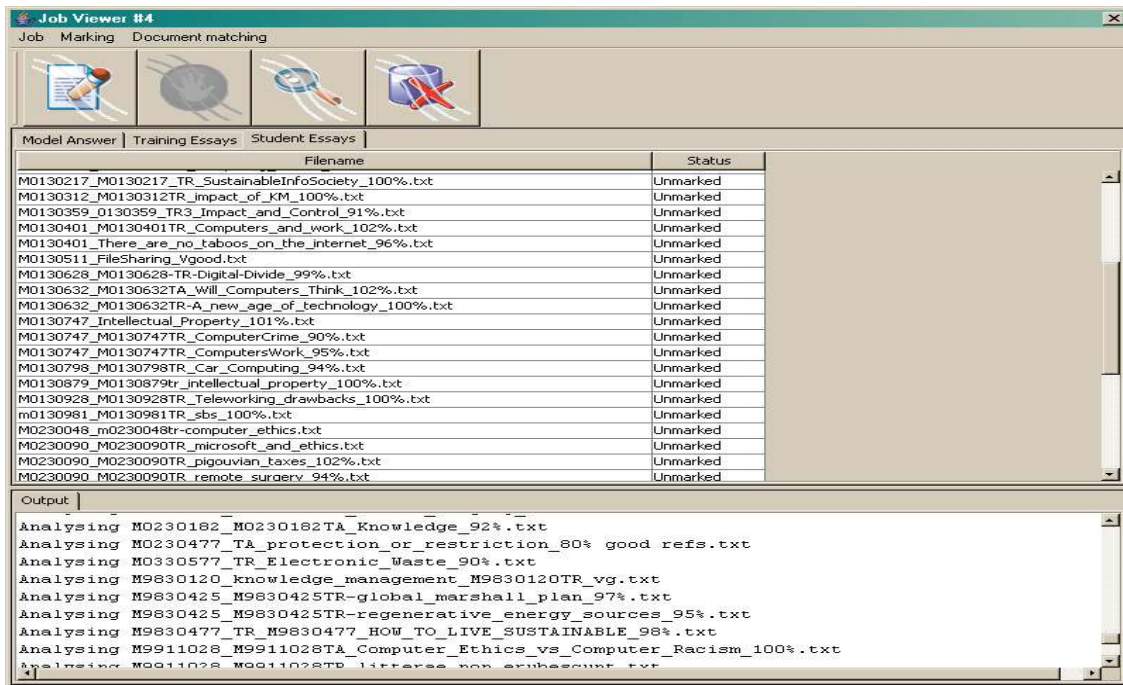 Job Viewer #4
Job Marking Document matching
Model Answer Training Essays Student Essays
Filename Status
M0130217_M0130217_TR_SustainableInfoSociety_100%.txt Unmarked
M0130312_M0130312TR_impact_of_KM_100%.txt Unmarked
M0130359_0130359_TR3_Impact_and_Control_91%.txt Unmarked
M0130401_M0130401TR_Computers_and_work_102%.txt Unmarked
M0130401_There_are_no_taboos_on_the_internet_96%.txt Unmarked
M0130511_FileSharing_Vgood.txt Unmarked
M0130628_M0130628-TR-Digital-Divide_99%.txt Unmarked
M0130632_M0130632TA_Will_Computers_Think_102%.txt Unmarked
M0130632_M0130632TR-A_new_age_of_technology_100%.txt Unmarked
M0130747_Intellectual_Property_101%.txt Unmarked
M0130747_M0130747TR_ComputerCrime_90%.txt Unmarked
M0130747_M0130747TR_ComputersWork_95%.txt Unmarked
M0130798_M0130798TR_Car_Computing_94%.txt Unmarked
M0130879_M0130879tr_intellectual_property_100%.txt Unmarked
M0130928_M0130928TR_Teleworking_drawbacks_100%.txt Unmarked
m0130981_M0130981TR_sbs_100%.txt Unmarked
M0230048_m0230048tr-computer_ethics.txt Unmarked
M0230090_M0230090TR_microsoft_and_ethics.txt Unmarked
M0230090_M0230090TR_pigouvian_taxes_102%.txt Unmarked
M0230090_M0230090TR_remote_surgery_94%.txt Unmarked
Output
Analysing M0230182_M0230182TA_Knowledge_92%.txt
Analysing M0230477_TA_protection_or_restriction_80% good refs.txt
Analysing M0330577_TR_Electronic_Waste_90%.txt
Analysing M9830120_knowledge_management_M9830120TR_vg.txt
Analysing M9830425_M9830425TR-global_marshall_plan_97%.txt
Analysing M9830425_M9830425TR-regenerative_energy_sources_95%.txt
Analysing M9830477_TR_M9830477_HOW_TO_LIVE_SUSTAINABLE_98%.txt
Analysing M9911028_M9911028TA_Computer_Ethics_vs_Computer_Racism_100%.txt
Analysing M9911028_M9911028TR_litterae_non_erubescunt.txt